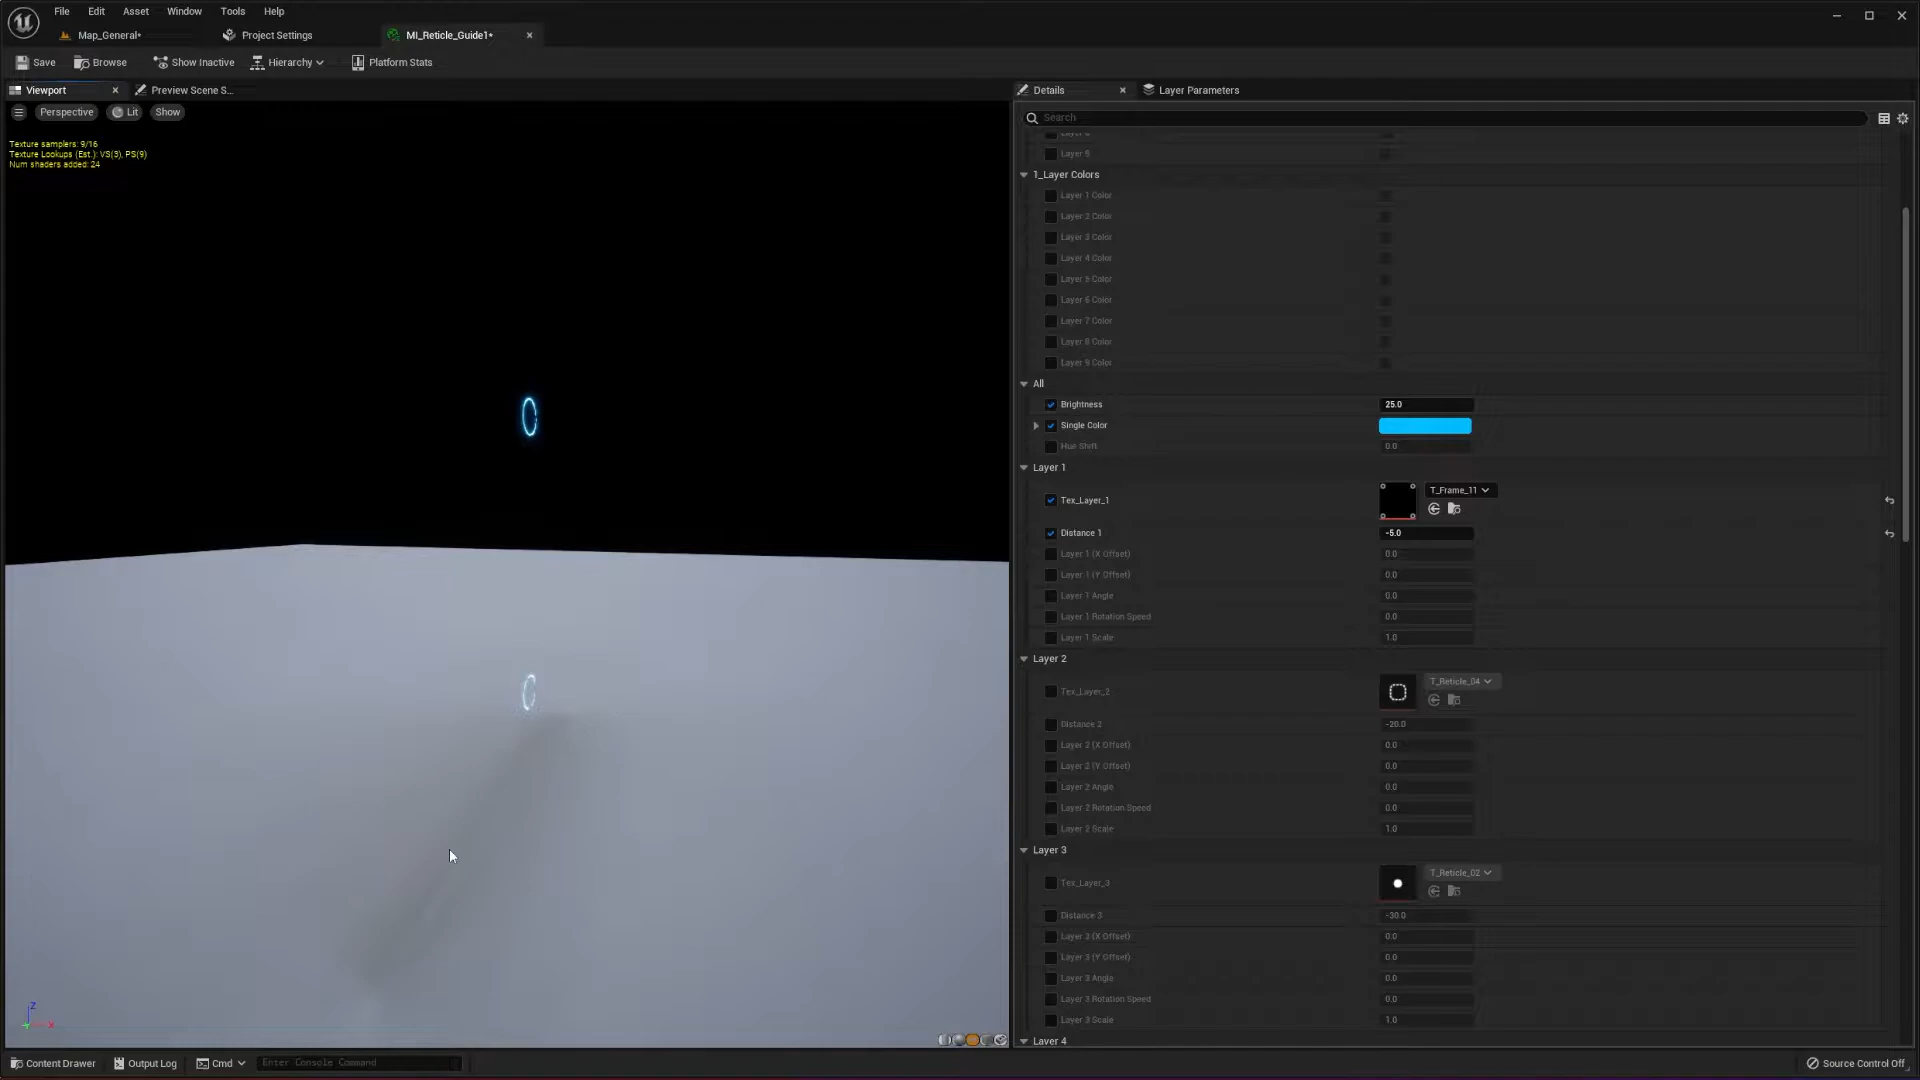 File Edit Asset Window Tools Help
Map_General* Project Settings MI_Reticle_Guide1*
Save Browse Show Inactive Hierarchy Platform Stats
Viewport Preview Scene S... Details Layer Parameters
Perspective Lit Show
Search
Texture samplers: 9/16
Texture Lookups (Est.): VS(3), PS(9)
Num shaders added: 24
1_Layer Colors
Layer 1 Color
Layer 2 Color
Layer 3 Color
Layer 4 Color
Layer 5 Color
Layer 6 Color
Layer 7 Color
Layer 8 Color
Layer 9 Color
All
Brightness 25.0
Single Color
Hue Shift 0.0
Layer 1
Tex_Layer_1 T_Frame_11
Distance 1 -5.0
Layer 1 (X Offset) 0.0
Layer 1 (Y Offset) 0.0
Layer 1 Angle 0.0
Layer 1 Rotation Speed 0.0
Layer 1 Scale 1.0
Layer 2
Tex_Layer_2 T_Reticle_04
Distance 2 -20.0
Layer 2 (X Offset) 0.0
Layer 2 (Y Offset) 0.0
Layer 2 Angle 0.0
Layer 2 Rotation Speed 0.0
Layer 2 Scale 1.0
Layer 3
Tex_Layer_3 T_Reticle_02
Distance 3 -30.0
Layer 3 (X Offset) 0.0
Layer 3 (Y Offset) 0.0
Layer 3 Angle 0.0
Layer 3 Rotation Speed 0.0
Layer 3 Scale 1.0
Layer 4
Z
X
Content Drawer Output Log Cmd Enter Console Command Source Control Off